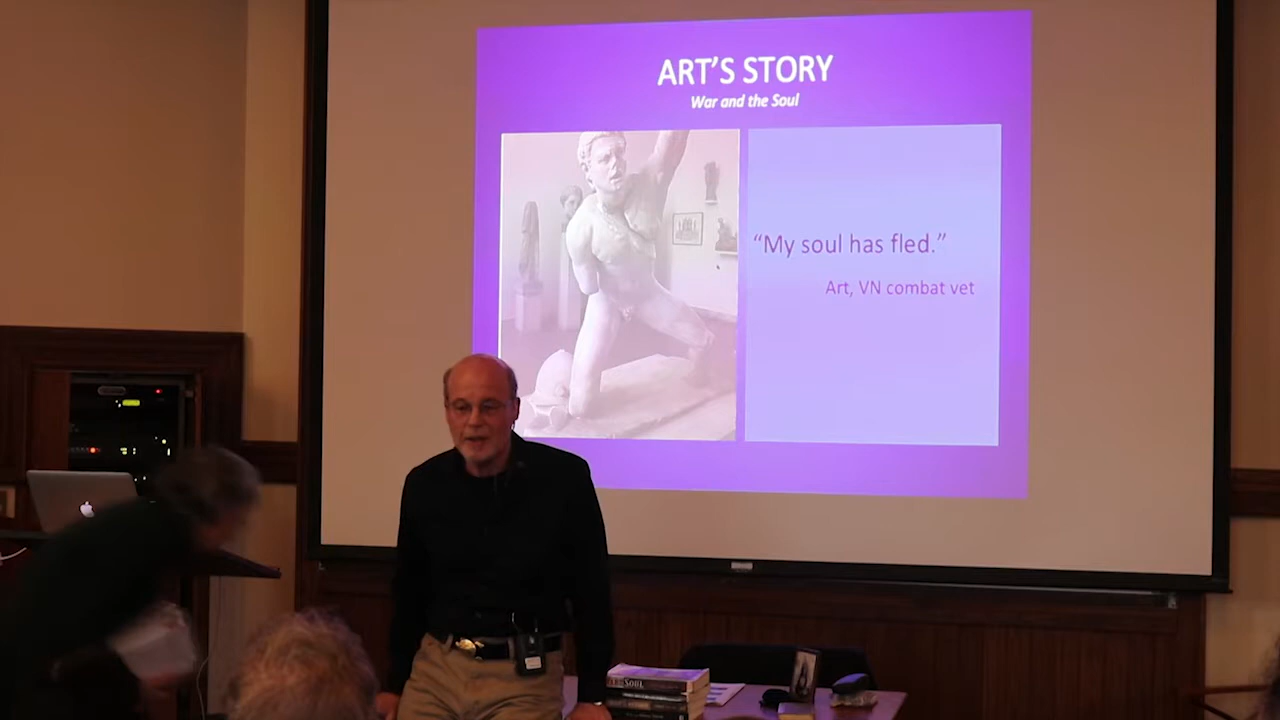 ART'S STORY
War and the Soul
“My soul has fled.”
Art, VN combat vet
SOUL